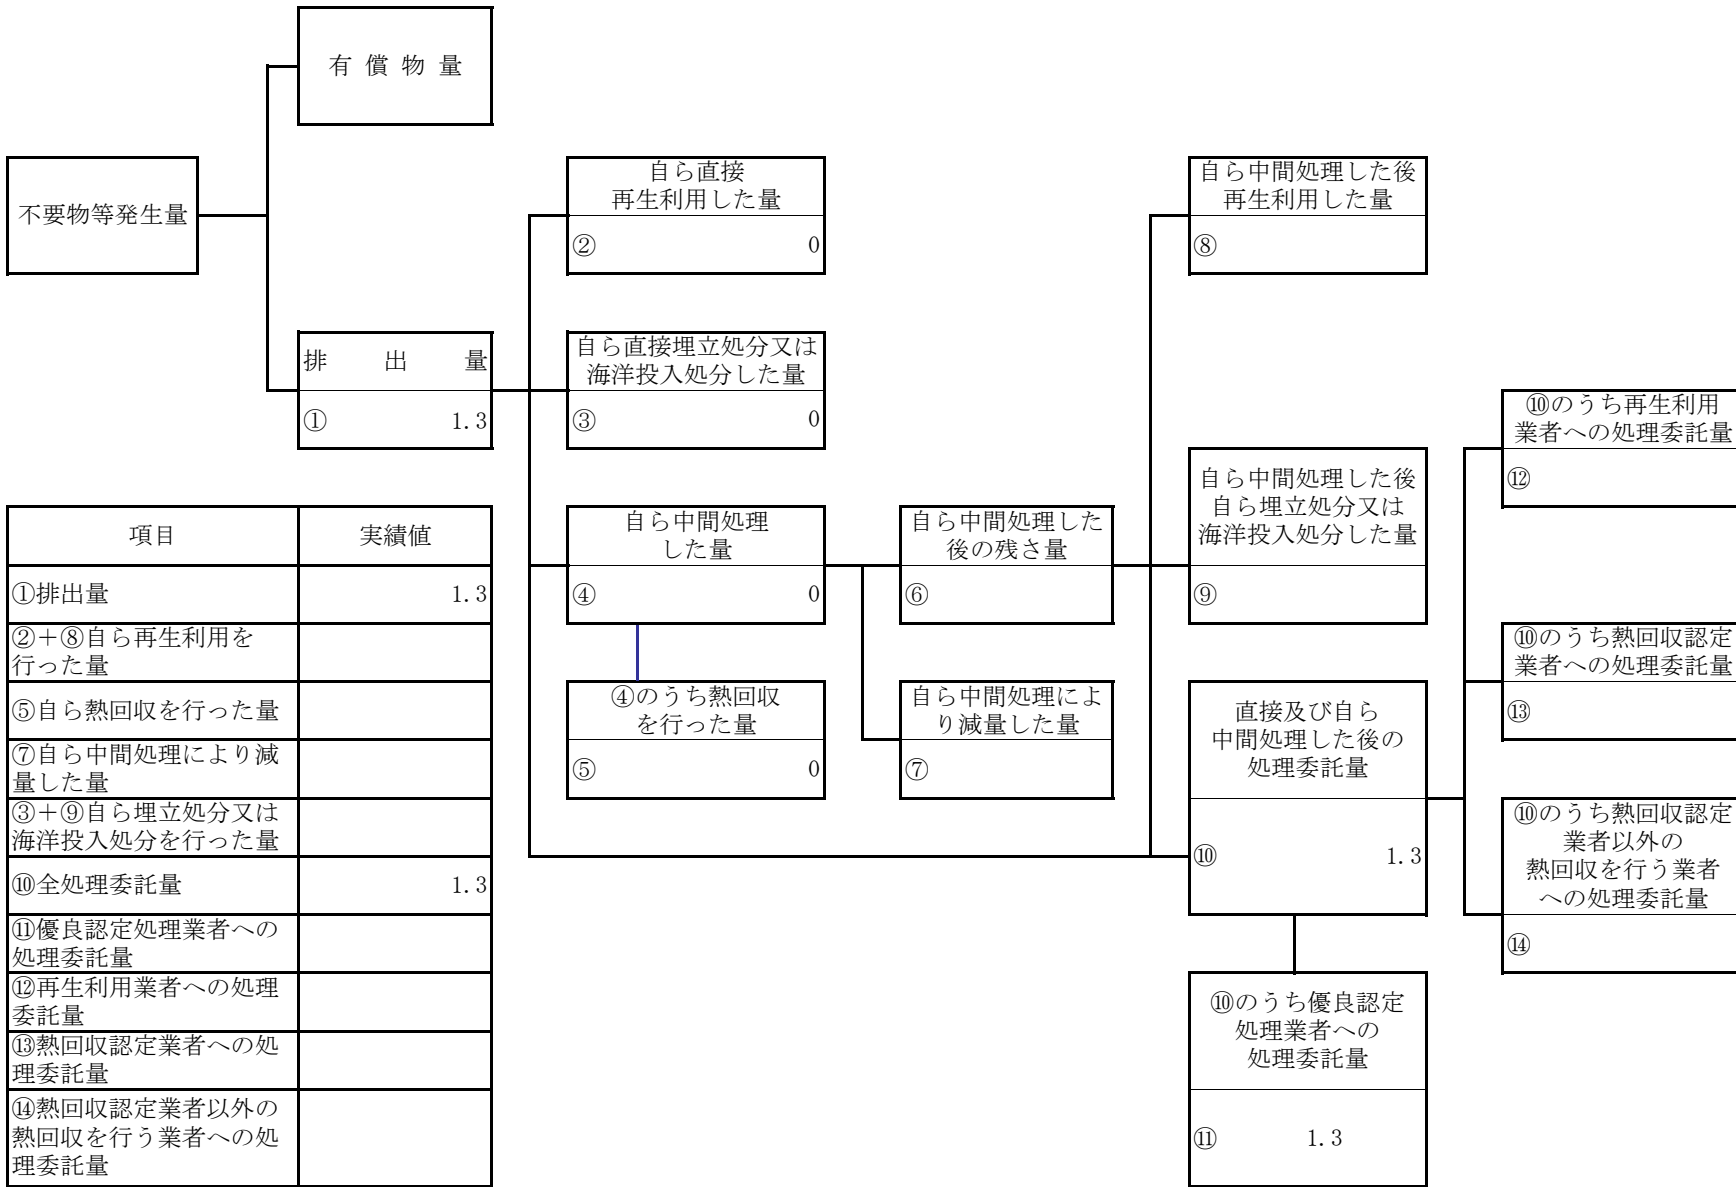 有 償 物 量
不要物等発生量
自ら直接
再生利用した量
② 0
自ら中間処理した後
再生利用した量
⑧
排 出 量
① 1.3
自ら直接埋立処分又は
海洋投入処分した量
③ 0
⑩のうち再生利用
業者への処理委託量
⑫
自ら中間処理した後
自ら埋立処分又は
海洋投入処分した量
⑨
自ら中間処理
した量
④ 0
自ら中間処理した
後の残さ量
⑥
⑩のうち熱回収認定
業者への処理委託量
⑬
④のうち熱回収
を行った量
⑤ 0
自ら中間処理によ
り減量した量
⑦
直接及び自ら
中間処理した後の
処理委託量
⑩ 1.3
⑩のうち熱回収認定
業者以外の
熱回収を行う業者
への処理委託量
⑭
⑩のうち優良認定
処理業者への
処理委託量
⑪ 1.3
項目 実績値
①排出量 1.3
②＋⑧自ら再生利用を
行った量
⑤自ら熱回収を行った量
⑦自ら中間処理により減
量した量
③＋⑨自ら埋立処分又は
海洋投入処分を行った量
⑩全処理委託量 1.3
⑪優良認定処理業者への
処理委託量
⑫再生利用業者への処理
委託量
⑬熱回収認定業者への処
理委託量
⑭熱回収認定業者以外の
熱回収を行う業者への処
理委託量